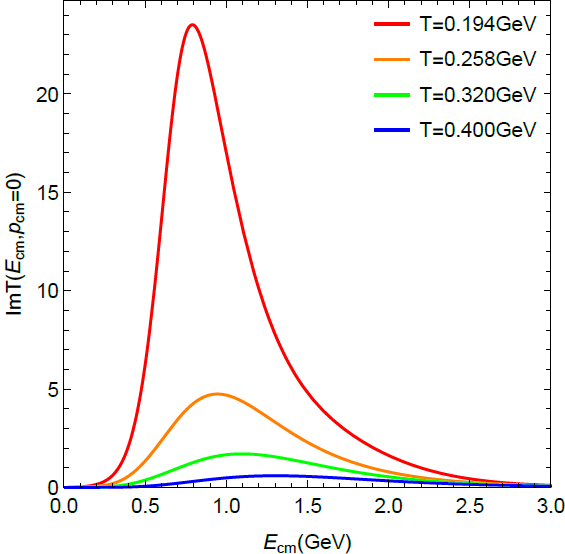 T=0.194GeV
T=0.258GeV
T=0.320GeV
T=0.400GeV
ImT(Ecm,pcm=0)
20
15
10
5
0
0.0 0.5 1.0 1.5 2.0 2.5 3.0
Ecm(GeV)